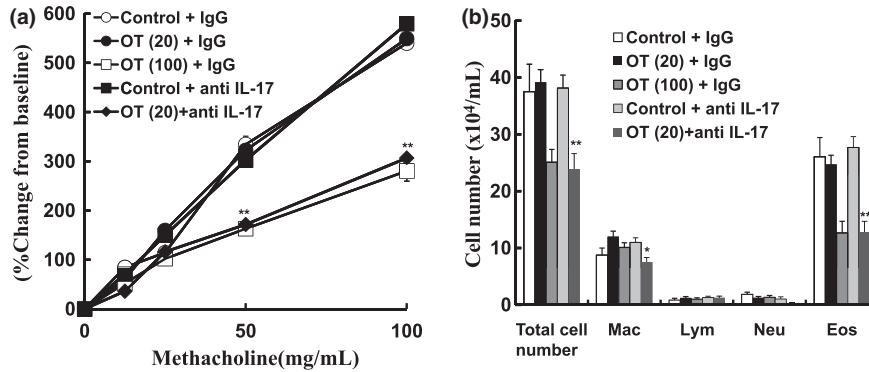 (a)
Control + IgG
OT (20) + IgG
OT (100) + IgG
Control + anti IL-17
OT (20)+anti IL-17
(%Change from baseline)
600
500
400
300
200
100
0
**
**
0
50
100
Methacholine(mg/mL)
(b)
Control + IgG
OT (20) + IgG
OT (100) + IgG
Control + anti IL-17
OT (20)+anti IL-17
Cell number (x10⁴/mL)
50
40
30
20
10
0
**
*
**
Total cell
number
Mac
Lym
Neu
Eos